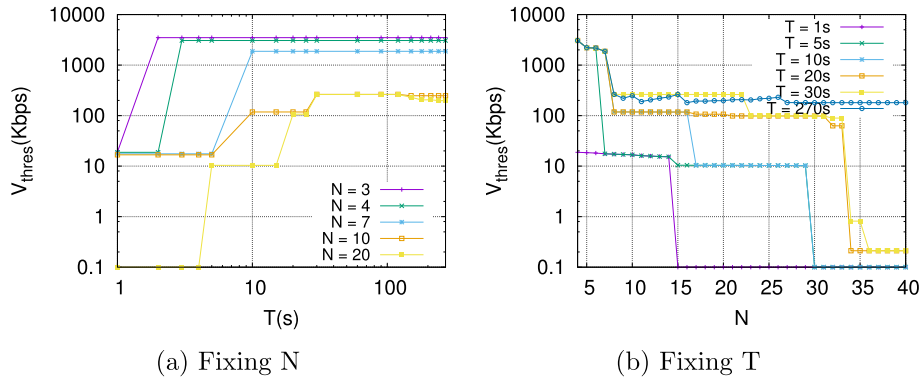 10000
1000
100
10
1
0.1
V_thres(Kbps)
1 10 100
T(s)
N = 3
N = 4
N = 7
N = 10
N = 20
(a) Fixing N
10000
1000
100
10
1
0.1
V_thres(Kbps)
5 10 15 20 25 30 35 40
N
T = 1s
T = 5s
T = 10s
T = 20s
T = 30s
T = 270s
(b) Fixing T